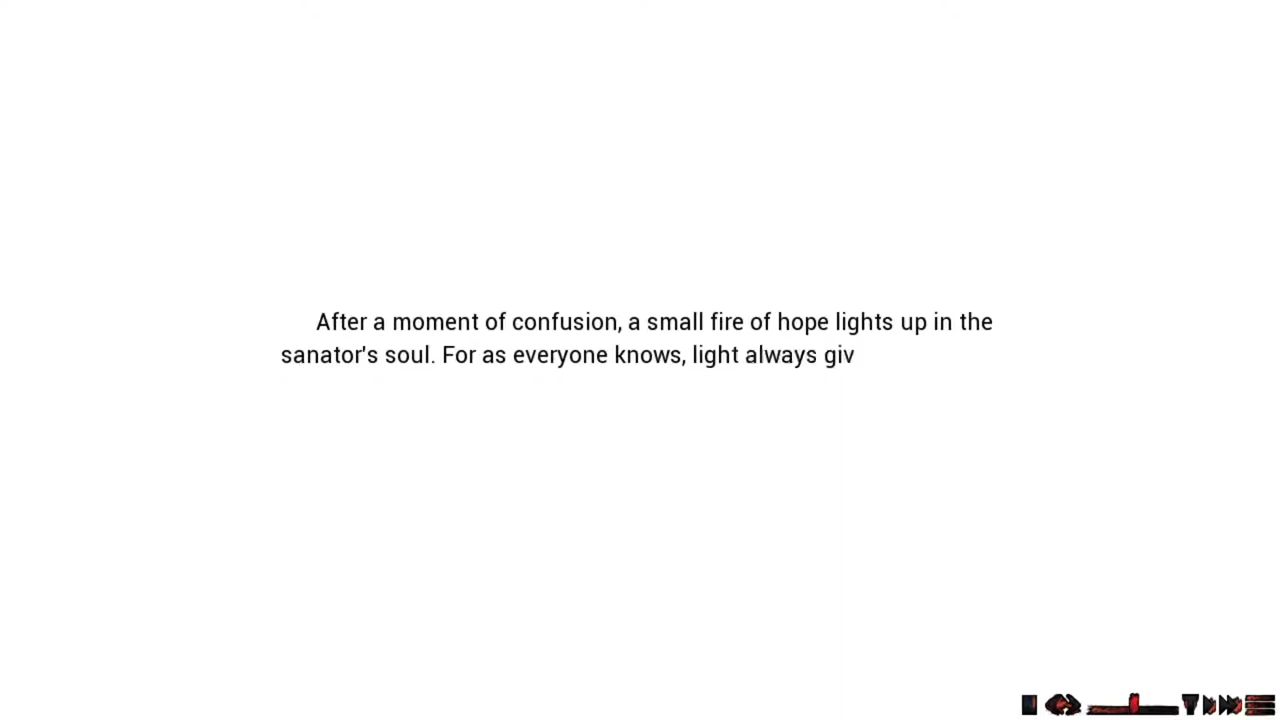 After a moment of confusion, a small fire of hope lights up in the
sanator's soul. For as everyone knows, light always giv